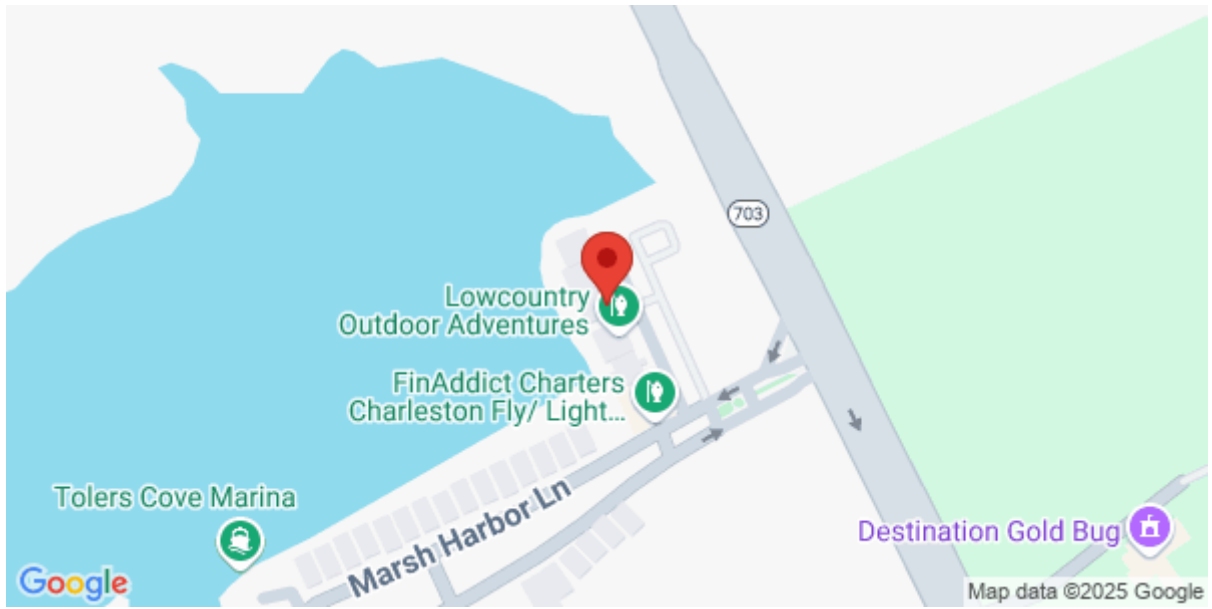 703
Lowcountry
Outdoor Adventures
FinAddict Charters
Charleston Fly/ Light...
Tolers Cove Marina
Marsh Harbor Ln
Destination Gold Bug
Google
Map data ©2025 Google